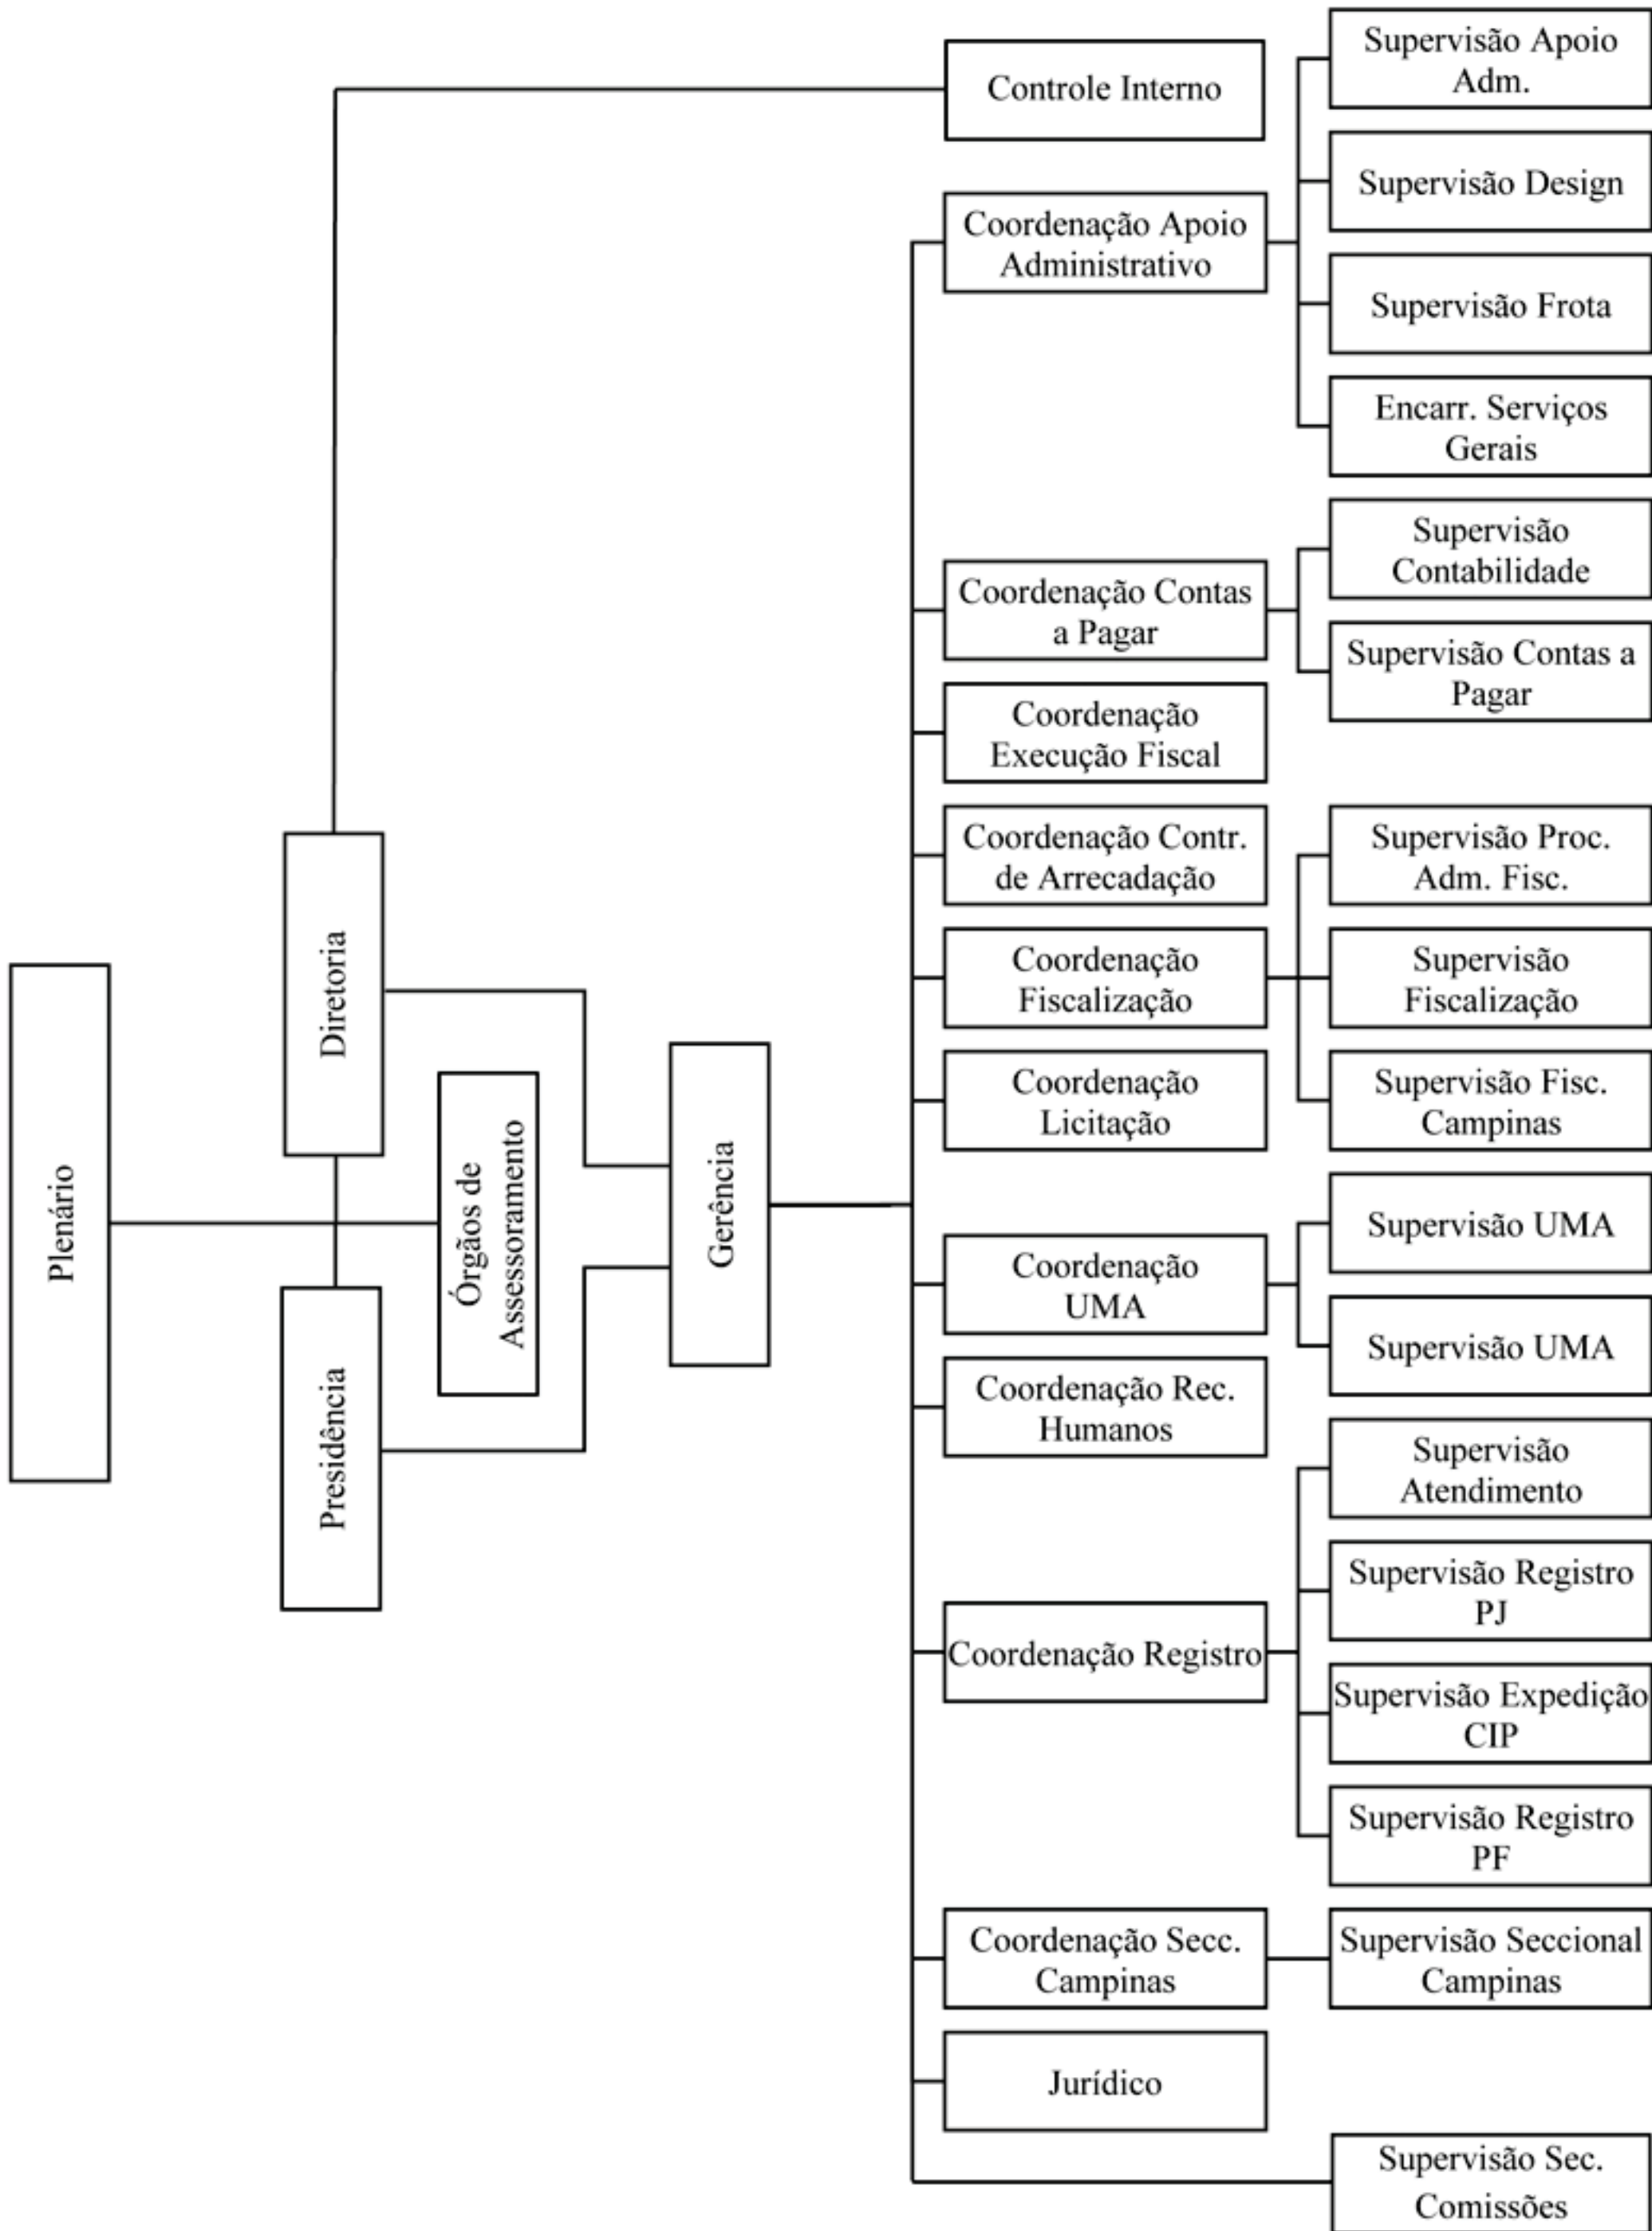 Plenário
Diretoria
Presidência
Órgãos de
Assessoramento
Gerência
Controle Interno
Coordenação Apoio
Administrativo
Supervisão Apoio
Adm.
Supervisão Design
Supervisão Frota
Encarr. Serviços
Gerais
Coordenação Contas
a Pagar
Supervisão
Contabilidade
Supervisão Contas a
Pagar
Coordenação
Execução Fiscal
Coordenação Contr.
de Arrecadação
Coordenação
Fiscalização
Supervisão Proc.
Adm. Fisc.
Supervisão
Fiscalização
Supervisão Fisc.
Campinas
Coordenação
Licitação
Coordenação
UMA
Supervisão UMA
Supervisão UMA
Coordenação Rec.
Humanos
Coordenação Registro
Supervisão
Atendimento
Supervisão Registro
PJ
Supervisão Expedição
CIP
Supervisão Registro
PF
Coordenação Secc.
Campinas
Supervisão Seccional
Campinas
Jurídico
Supervisão Sec.
Comissões